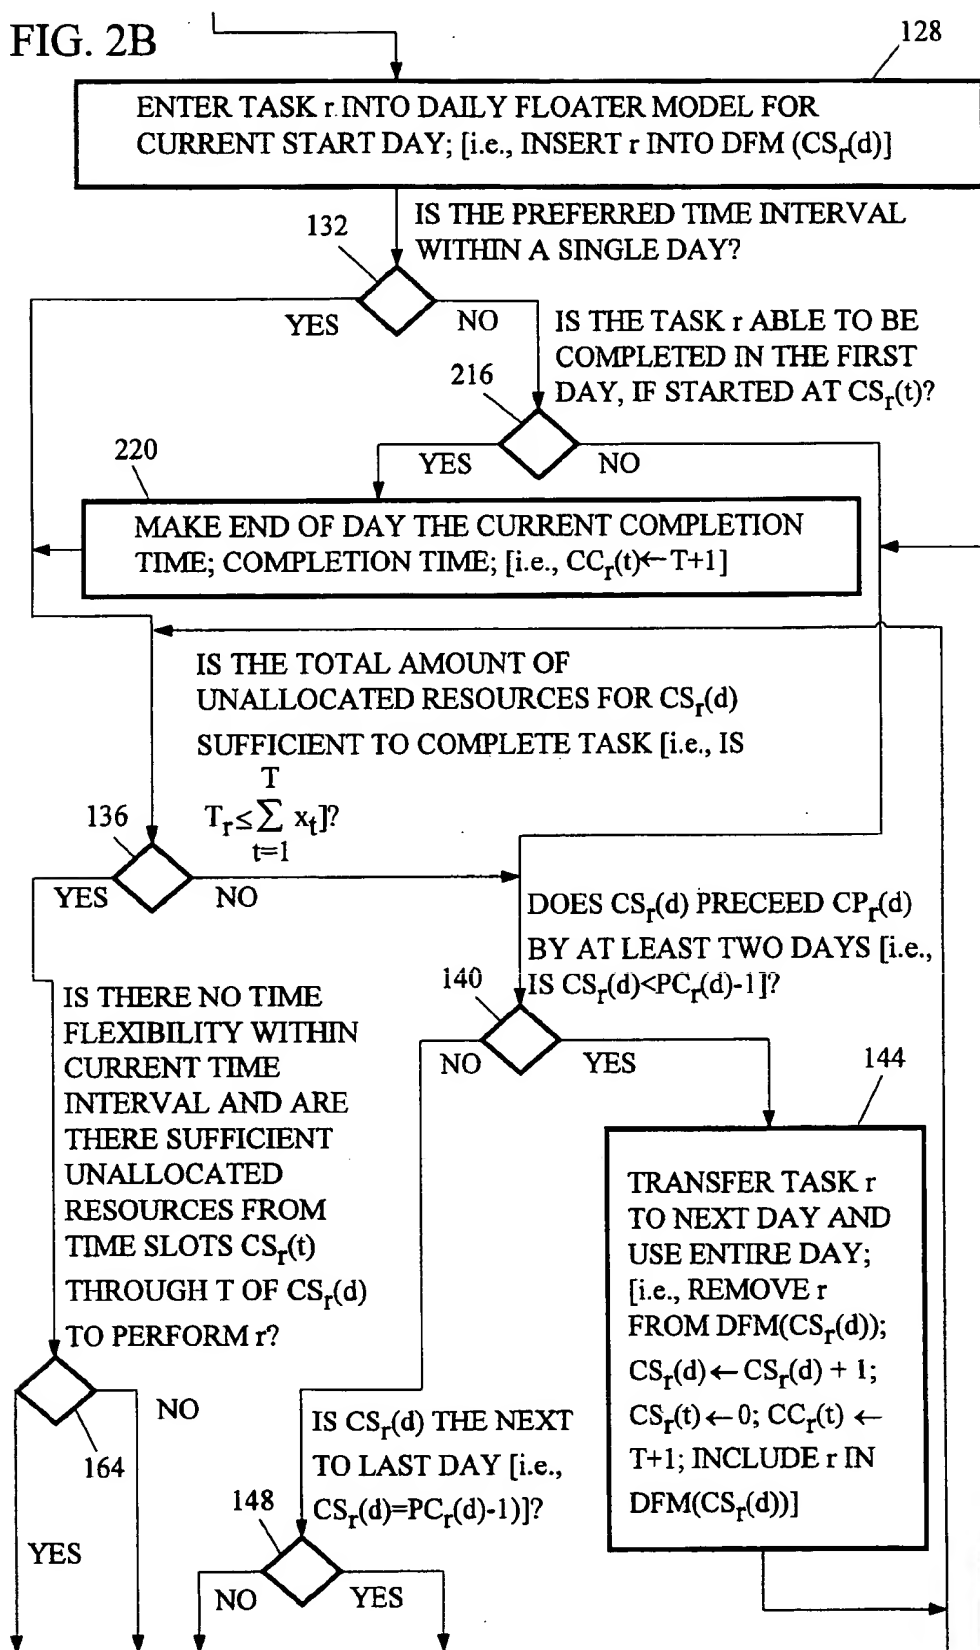 FIG. 2B
128
ENTER TASK r INTO DAILY FLOATER MODEL FOR
CURRENT START DAY; [i.e., INSERT r INTO DFM (CSr(d)]
IS THE PREFERRED TIME INTERVAL
WITHIN A SINGLE DAY?
132
YES
NO
IS THE TASK r ABLE TO BE
COMPLETED IN THE FIRST
DAY, IF STARTED AT CSr(t)?
216
YES
NO
220
MAKE END OF DAY THE CURRENT COMPLETION
TIME; COMPLETION TIME; [i.e., CCr(t)←T+1]
IS THE TOTAL AMOUNT OF
UNALLOCATED RESOURCES FOR CSr(d)
SUFFICIENT TO COMPLETE TASK [i.e., IS
T
Tr≤∑ xt]?
t=1
136
YES
NO
DOES CSr(d) PRECEED CPr(d)
BY AT LEAST TWO DAYS [i.e.,
IS CSr(d)<PCr(d)-1]?
140
NO
YES
IS THERE NO TIME
FLEXIBILITY WITHIN
CURRENT TIME
INTERVAL AND ARE
THERE SUFFICIENT
UNALLOCATED
RESOURCES FROM
TIME SLOTS CSr(t)
THROUGH T OF CSr(d)
TO PERFORM r?
144
TRANSFER TASK r
TO NEXT DAY AND
USE ENTIRE DAY;
[i.e., REMOVE r
FROM DFM(CSr(d));
CSr(d)←CSr(d) + 1;
CSr(t)←0; CCr(t) ←
T+1; INCLUDE r IN
DFM(CSr(d))]
NO
164
YES
IS CSr(d) THE NEXT
TO LAST DAY [i.e.,
CSr(d)=PCr(d)-1)]?
148
NO
YES